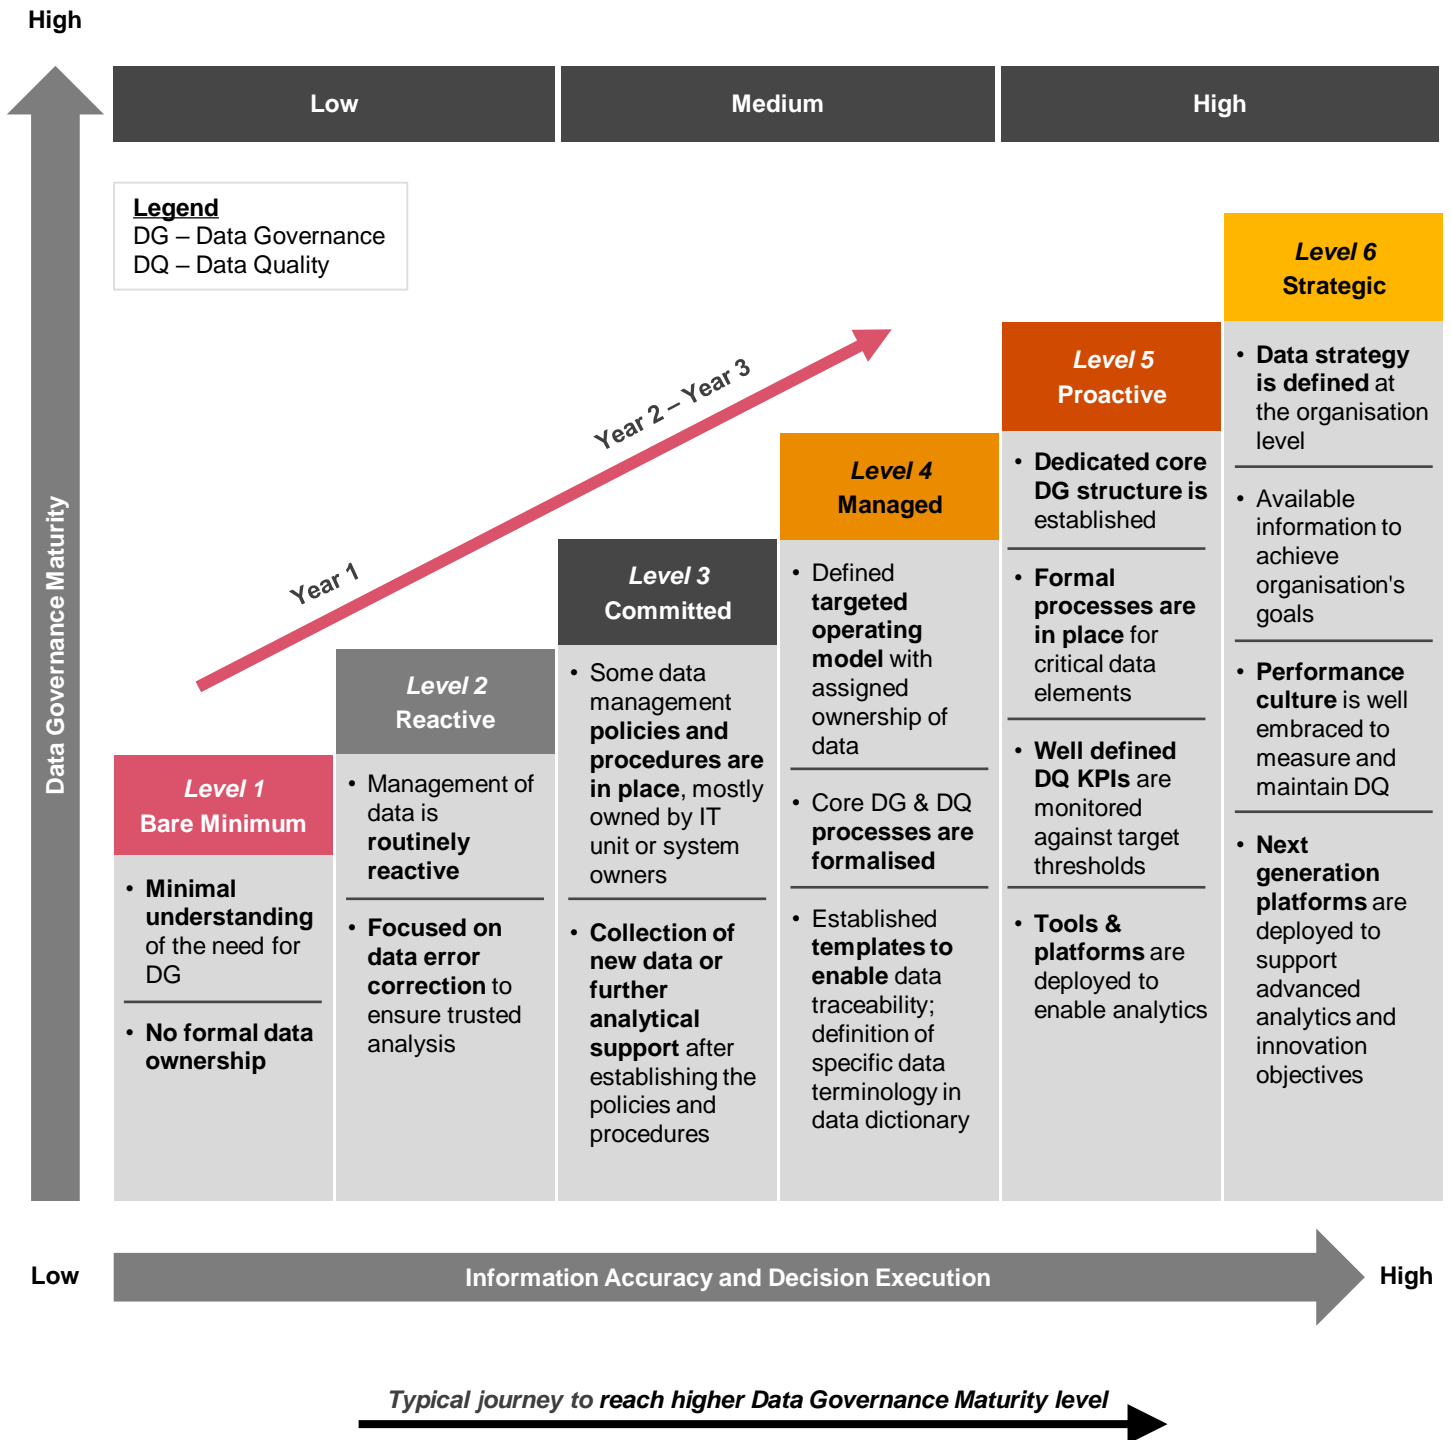 High
Low
Medium
High
Legend
DG – Data Governance
DQ – Data Quality
Year 1
Year 2 – Year 3
Data Governance Maturity
Level 1
Bare Minimum
• Minimal
understanding
of the need for
DG
• No formal data
ownership
Level 2
Reactive
• Management of
data is
routinely
reactive
• Focused on
data error
correction to
ensure trusted
analysis
Level 3
Committed
• Some data
management
policies and
procedures are
in place, mostly
owned by IT
unit or system
owners
• Collection of
new data or
further
analytical
support after
establishing the
policies and
procedures
Level 4
Managed
• Defined
targeted
operating
model with
assigned
ownership of
data
• Core DG & DQ
processes are
formalised
• Established
templates to
enable data
traceability;
definition of
specific data
terminology in
data dictionary
Level 5
Proactive
• Dedicated core
DG structure is
established
• Formal
processes are
in place for
critical data
elements
• Well defined
DQ KPIs are
monitored
against target
thresholds
• Tools &
platforms are
deployed to
enable analytics
Level 6
Strategic
• Data strategy
is defined at
the organisation
level
• Available
information to
achieve
organisation's
goals
• Performance
culture is well
embraced to
measure and
maintain DQ
• Next
generation
platforms are
deployed to
support
advanced
analytics and
innovation
objectives
Low
Information Accuracy and Decision Execution
High
Typical journey to reach higher Data Governance Maturity level